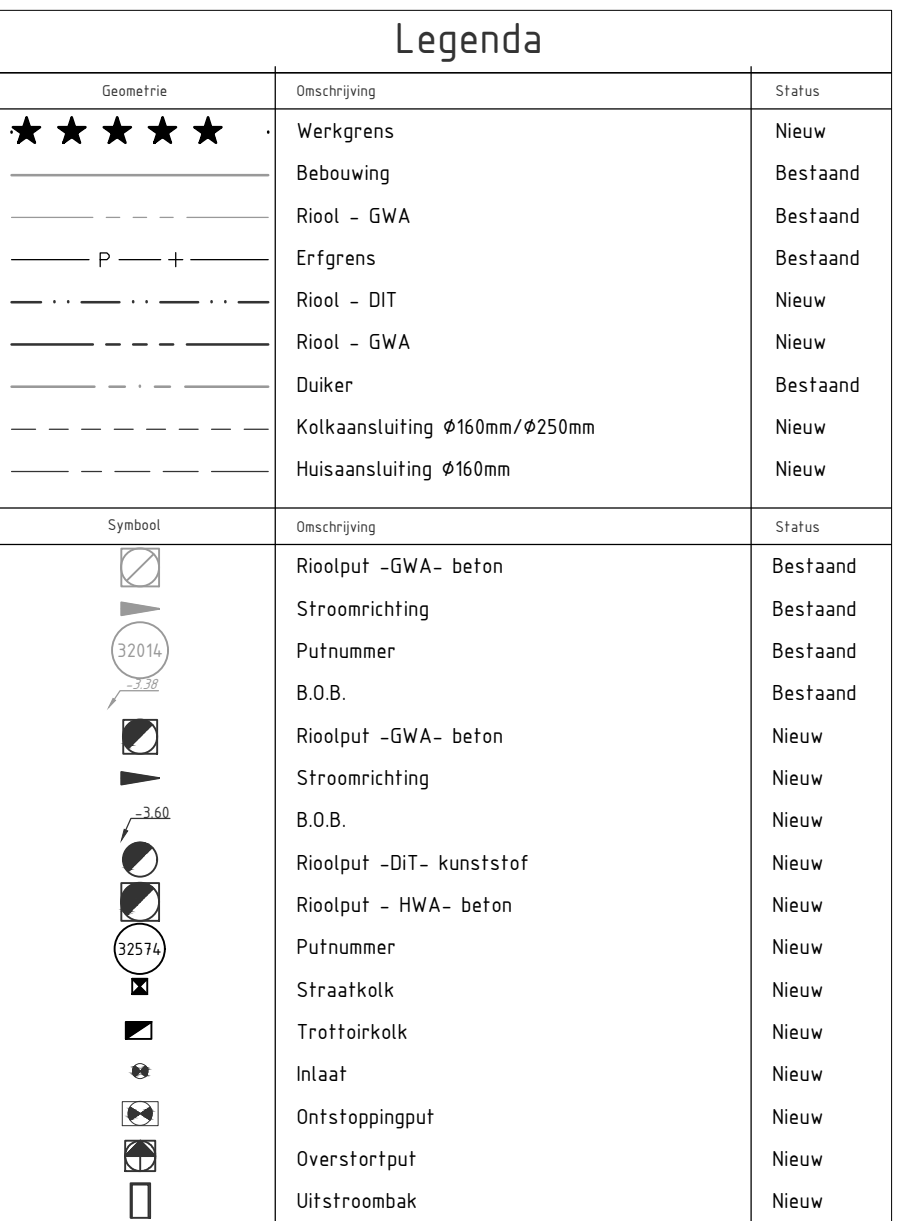 Legenda
Geometrie Omschrijving Status
Werkgrens Nieuw
Bebouwing Bestaand
Riool - GWA Bestaand
P + Erfgrens Bestaand
Riool - DIT Nieuw
Riool - GWA Nieuw
Duiker Bestaand
Kolkaansluiting Ø160mm/Ø250mm Nieuw
Huisaansluiting Ø160mm Nieuw
Symbool Omschrijving Status
Rioolput -GWA- beton Bestaand
Stroomrichting Bestaand
32014 Putnummer Bestaand
-3.38 B.O.B. Bestaand
Rioolput -GWA- beton Nieuw
Stroomrichting Nieuw
-3.60 B.O.B. Nieuw
Rioolput -DiT- kunststof Nieuw
Rioolput - HWA- beton Nieuw
32574 Putnummer Nieuw
Straatkolk Nieuw
Trottoirkolk Nieuw
Inlaat Nieuw
Ontstoppingput Nieuw
Overstortput Nieuw
Uitstroombak Nieuw